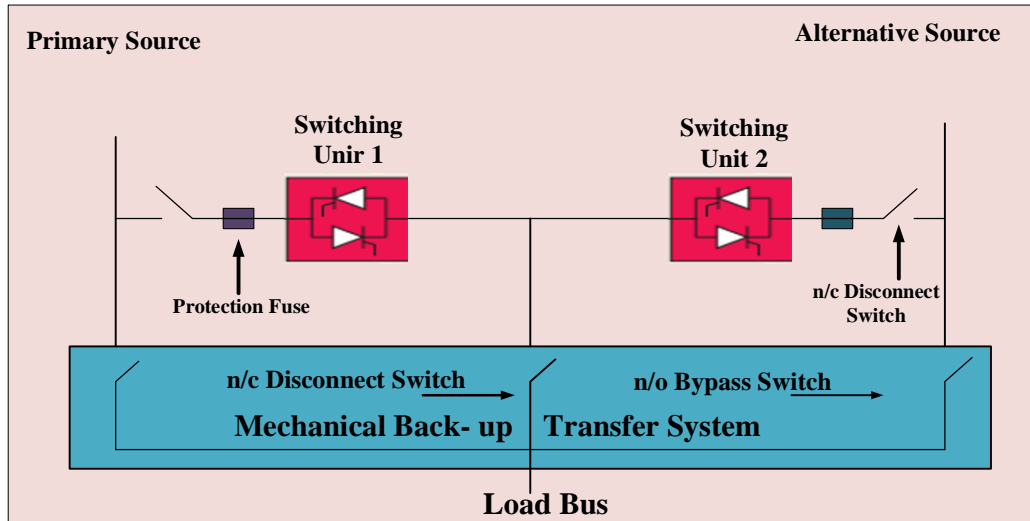 Primary Source
Alternative Source
Switching
Unir 1
Switching
Unit 2
Protection Fuse
n/c Disconnect
Switch
n/c Disconnect Switch
n/o Bypass Switch
Mechanical Back- up Transfer System
Load Bus